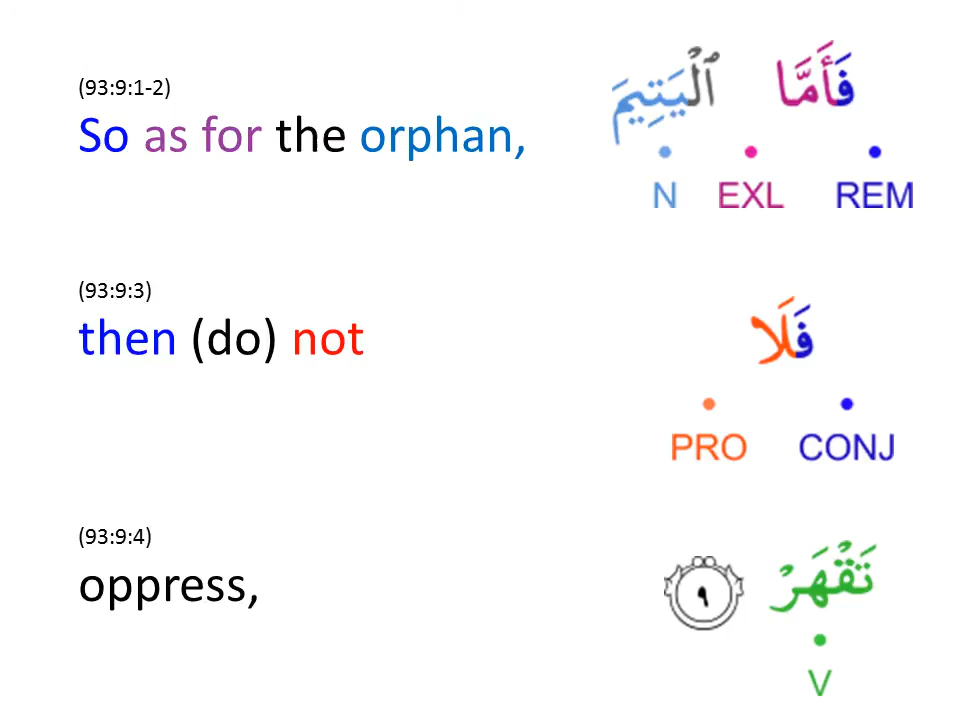 (93:9:1-2)
So as for the orphan,
فَأَمَّا ٱلْيَتِيمَ
N EXL REM
(93:9:3)
then (do) not
فَلَا
PRO CONJ
(93:9:4)
oppress,
تَقْهَرْ ٩
V